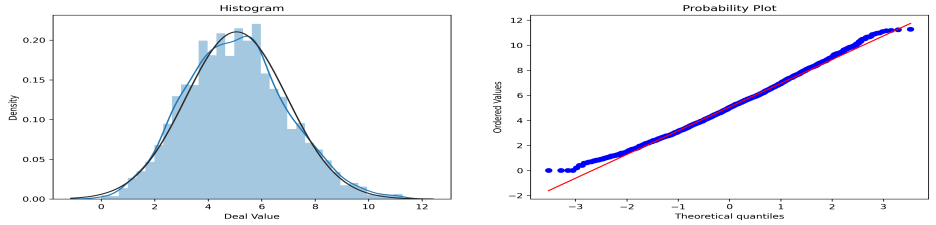 Histogram
Density
0.20
0.15
0.10
0.05
0.00
0 2 4 6 8 10 12
Deal Value
Probability Plot
Ordered Values
12
10
8
6
4
2
0
−2
−3 −2 −1 0 1 2 3
Theoretical quantiles